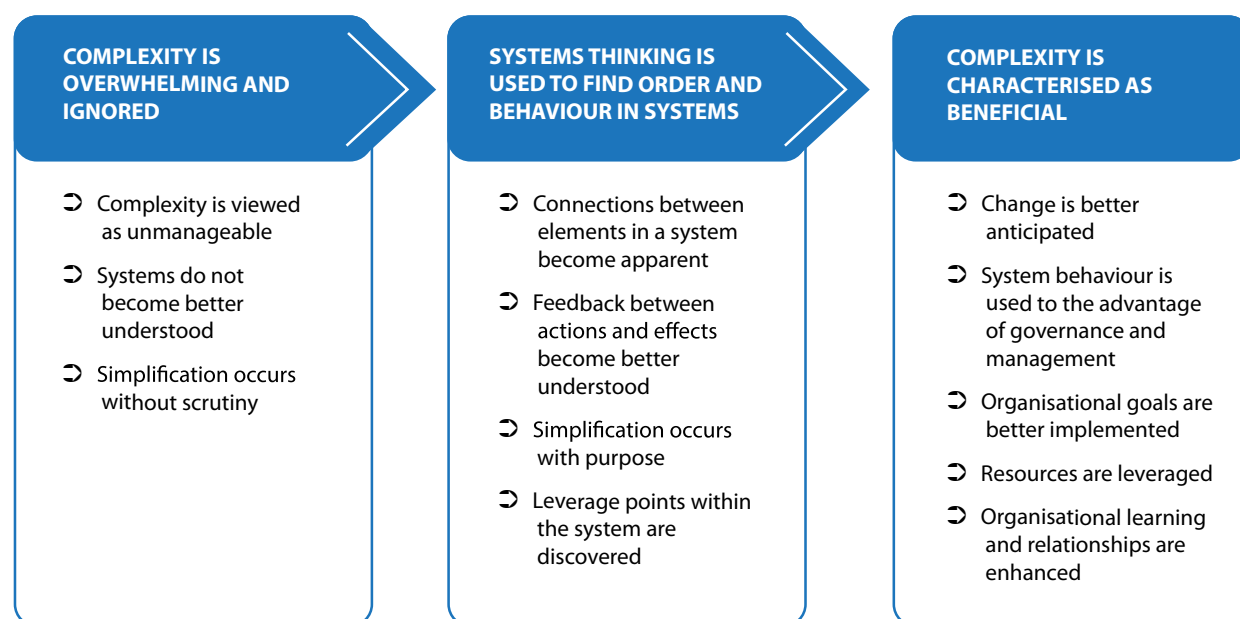 COMPLEXITY IS
OVERWHELMING AND
IGNORED
➲ Complexity is viewed
as unmanageable
➲ Systems do not
become better
understood
➲ Simplification occurs
without scrutiny
SYSTEMS THINKING IS
USED TO FIND ORDER AND
BEHAVIOUR IN SYSTEMS
➲ Connections between
elements in a system
become apparent
➲ Feedback between
actions and effects
become better
understood
➲ Simplification occurs
with purpose
➲ Leverage points within
the system are
discovered
COMPLEXITY IS
CHARACTERISED AS
BENEFICIAL
➲ Change is better
anticipated
➲ System behaviour is
used to the advantage
of governance and
management
➲ Organisational goals are
better implemented
➲ Resources are leveraged
➲ Organisational learning
and relationships are
enhanced